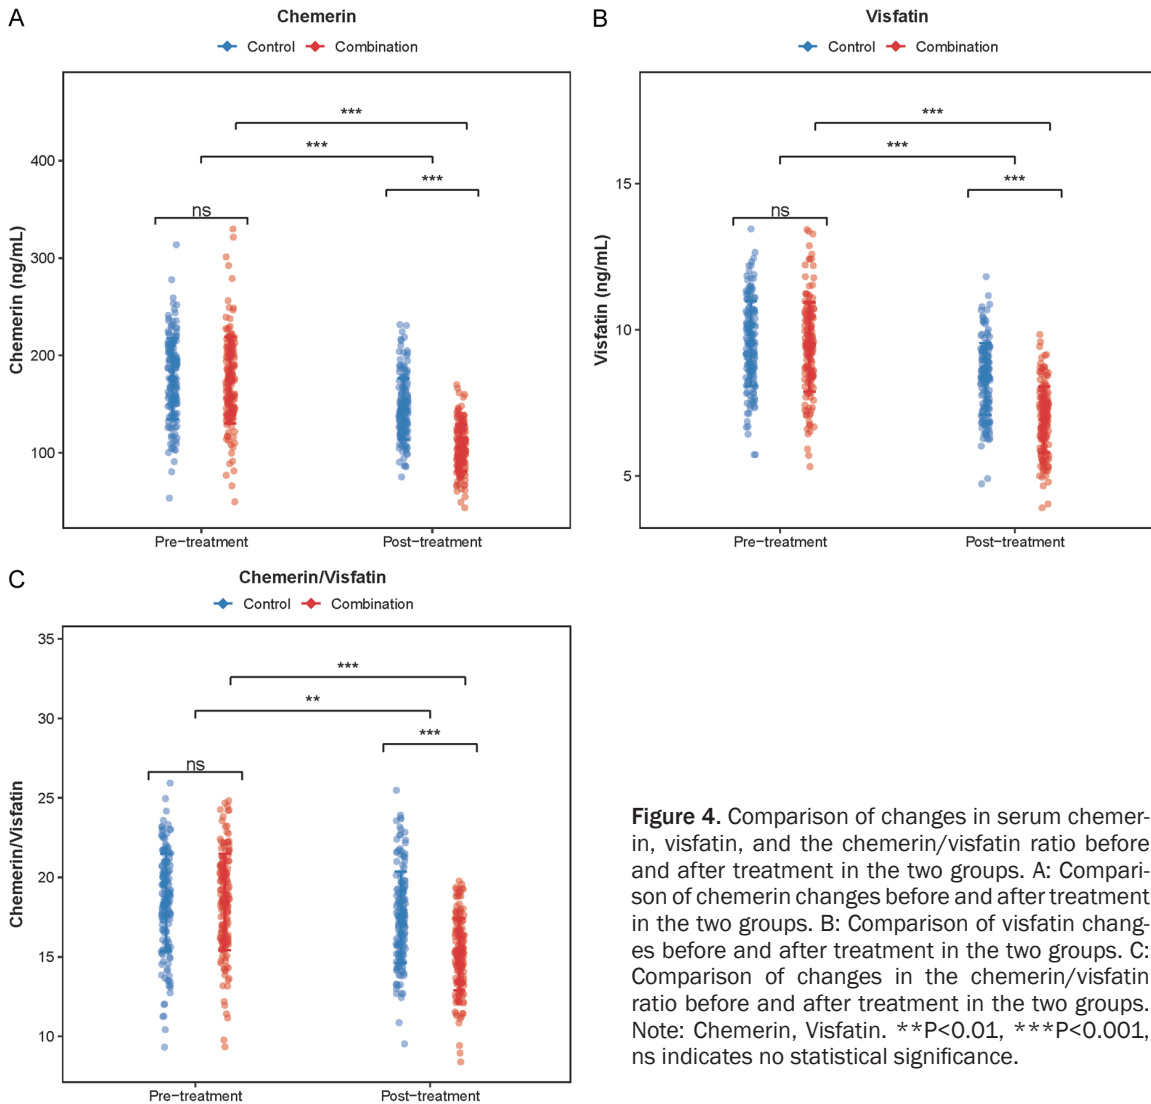 A
Chemerin
Control Combination
Chemerin (ng/mL)
400
300
200
100
***
***
***
ns
Pre-treatment Post-treatment
B
Visfatin
Control Combination
Visfatin (ng/mL)
15
10
5
***
***
***
ns
Pre-treatment Post-treatment
C
Chemerin/Visfatin
Control Combination
Chemerin/Visfatin
35
30
25
20
15
10
***
**
***
ns
Pre-treatment Post-treatment
Figure 4. Comparison of changes in serum chemer-
in, visfatin, and the chemerin/visfatin ratio before
and after treatment in the two groups. A: Compari-
son of chemerin changes before and after treatment
in the two groups. B: Comparison of visfatin chang-
es before and after treatment in the two groups. C:
Comparison of changes in the chemerin/visfatin
ratio before and after treatment in the two groups.
Note: Chemerin, Visfatin. **P<0.01, ***P<0.001,
ns indicates no statistical significance.